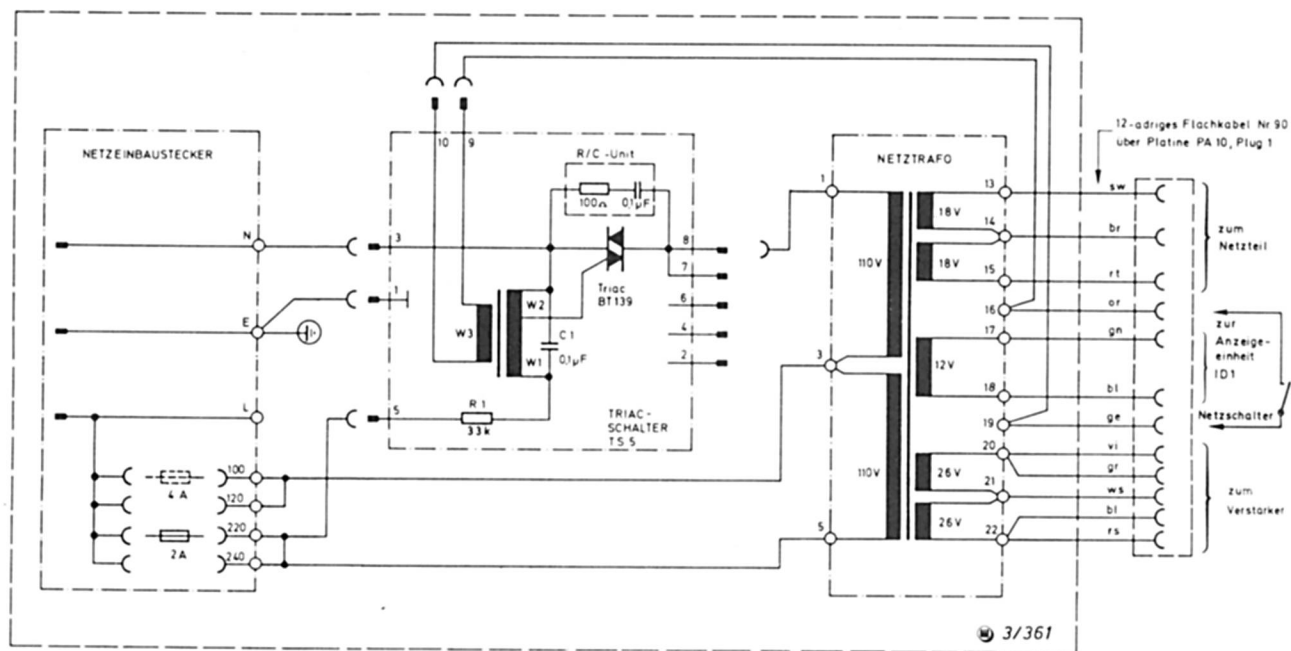 12-adriges Flachkabel Nr 90
über Platine PA 10, Plug 1
NETZEINBAUSTECKER
10
9
R/C -Unit
100Ω
0,1µF
NETZTRAFO
1
13
sw
18V
14
br
zum
Netzteil
N
3
8
7
Triac
BT139
110V
18V
15
rt
16
or
1
6
W2
17
gn
zur
Anzeige-
einheit
ID1
E
W3
C 1
0,1µF
4
W1
2
3
12V
18
bl
L
5
R 1
33k
TRIAC-
SCHALTER
TS5
19
ge
Netzschalter
20
vi
gr
100
4 A
120
110V
26V
21
ws
zum
Verstärker
220
2A
26V
bl
240
5
22
rs
3/361